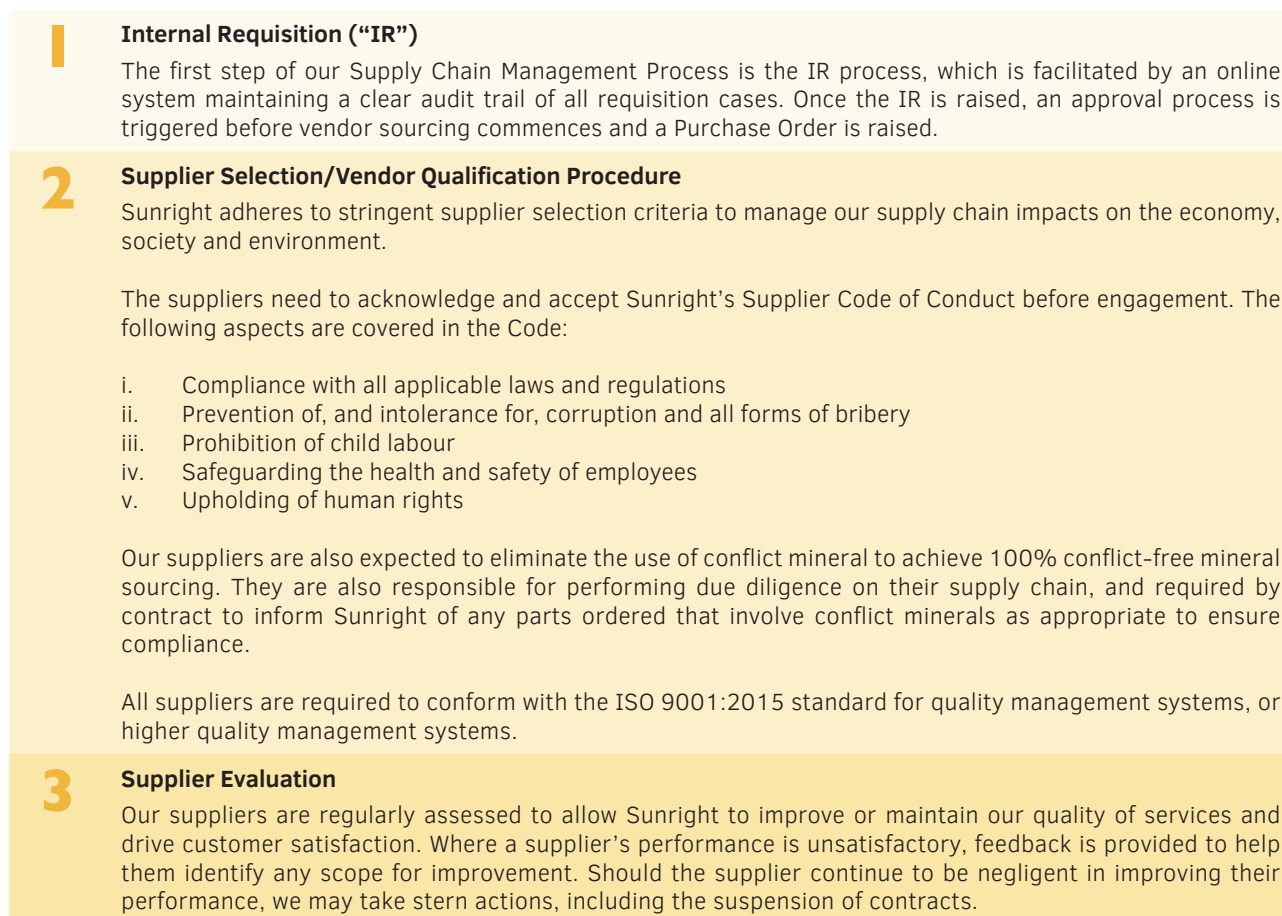 1
Internal Requisition (“IR”)
The first step of our Supply Chain Management Process is the IR process, which is facilitated by an online
system maintaining a clear audit trail of all requisition cases. Once the IR is raised, an approval process is
triggered before vendor sourcing commences and a Purchase Order is raised.
2
Supplier Selection/Vendor Qualification Procedure
Sunright adheres to stringent supplier selection criteria to manage our supply chain impacts on the economy,
society and environment.
The suppliers need to acknowledge and accept Sunright’s Supplier Code of Conduct before engagement. The
following aspects are covered in the Code:
i. Compliance with all applicable laws and regulations
ii. Prevention of, and intolerance for, corruption and all forms of bribery
iii. Prohibition of child labour
iv. Safeguarding the health and safety of employees
v. Upholding of human rights
Our suppliers are also expected to eliminate the use of conflict mineral to achieve 100% conflict-free mineral
sourcing. They are also responsible for performing due diligence on their supply chain, and required by
contract to inform Sunright of any parts ordered that involve conflict minerals as appropriate to ensure
compliance.
All suppliers are required to conform with the ISO 9001:2015 standard for quality management systems, or
higher quality management systems.
3
Supplier Evaluation
Our suppliers are regularly assessed to allow Sunright to improve or maintain our quality of services and
drive customer satisfaction. Where a supplier’s performance is unsatisfactory, feedback is provided to help
them identify any scope for improvement. Should the supplier continue to be negligent in improving their
performance, we may take stern actions, including the suspension of contracts.